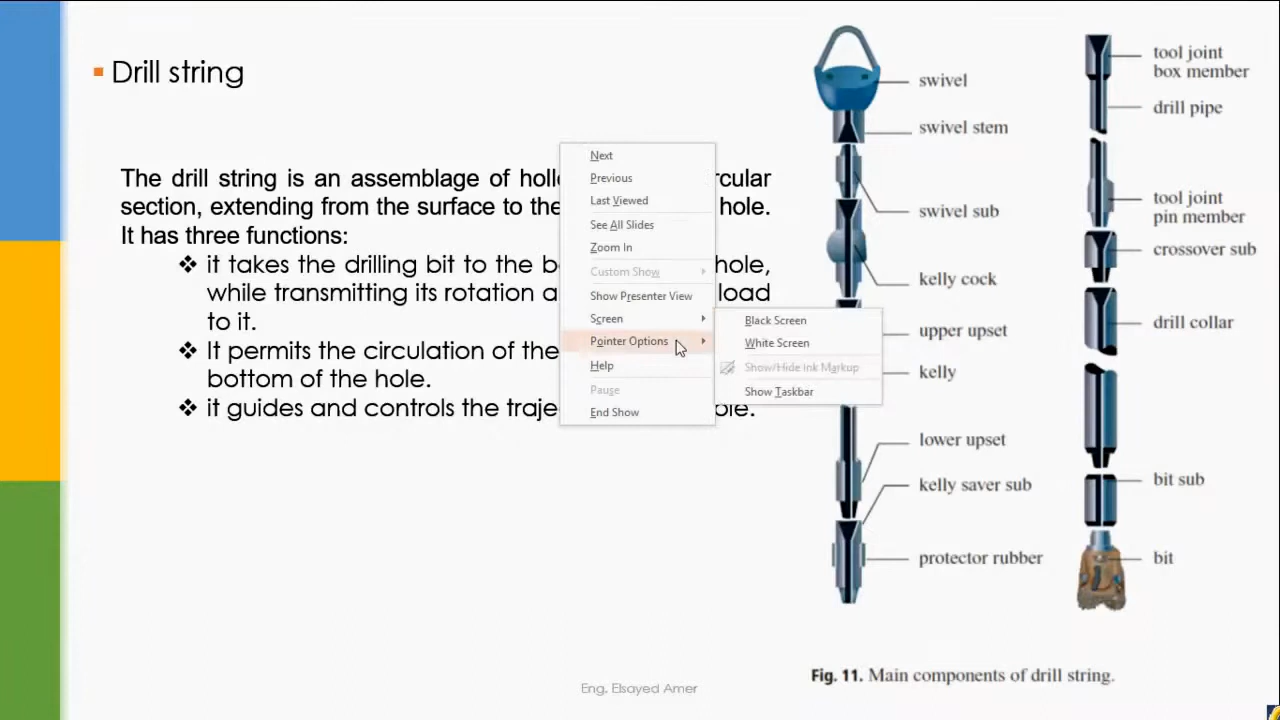 Drill string
The drill string is an assemblage of
section, extending from the surface to the hole.
It has three functions:
it takes the drilling bit to the hole,
while transmitting its rotation load
to it.
It permits the circulation of the
bottom of the hole.
it guides and controls the
Next
Previous
Last Viewed
See All Slides
Zoom In
Custom Show
Show Presenter View
Screen
Pointer Options
Help
Pause
End Show
Black Screen
White Screen
Show/Hide Ink Markup
Show Taskbar
swivel
swivel stem
swivel sub
kelly cock
upper upset
kelly
lower upset
kelly saver sub
protector rubber
tool joint
box member
drill pipe
tool joint
pin member
crossover sub
drill collar
bit sub
bit
Fig. 11. Main components of drill string.
Eng. Elsayed Amer